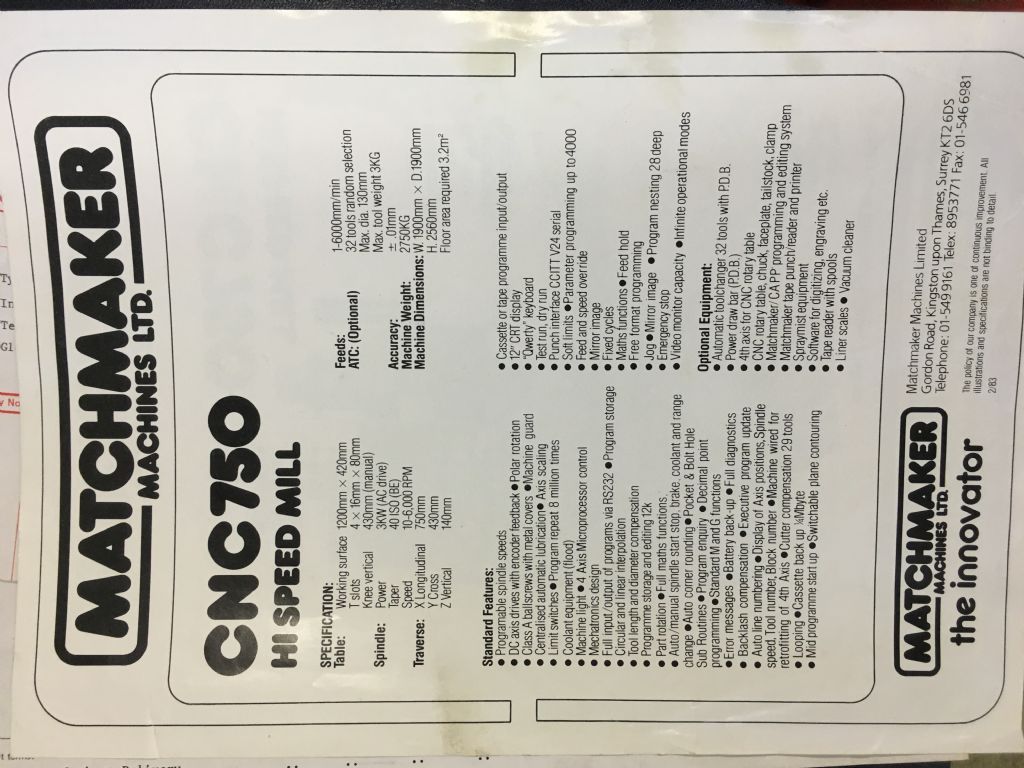 MATCHMAKER
MACHINES LTD.
CNC 750
HI SPEED MILL
SPECIFICATION:
Table: Working surface 1200mm × 420mm
T slots 4 × 16mm × 80mm
Knee vertical 430mm (manual)
Spindle: Power 3KW (AC drive)
Taper 40 ISO (BE)
Speed 10-6,000 RPM
Traverse: X Longitudinal 750mm
Y Cross 430mm
Z Vertical 140mm
Feeds: 1-6000mm/min
ATC: (Optional) 32 tools random selection
Max. dia. 130mm
Max. tool weight 3KG
Accuracy: ± .01mm
Machine Weight: 2750KG
Machine Dimensions: W. 1900mm × D.1900mm
H. 2560mm
Floor area required 3.2m²
Standard Features:
● Programable spindle speeds
● DC axis drives with encoder feedback ● Polar rotation
● Class A ballscrews with metal covers ● Machine guard
● Centralised automatic lubrication ● Axis scaling
● Limit switches ● Program repeat 8 million times
● Coolant equipment (flood)
● Machine light ● 4 Axis Microprocessor control
● Mechatronics design
● Full input/output of programs via RS232 ● Program storage
● Circular and linear interpolation
● Tool length and diameter compensation
● Programme storage and editing 12k
● Part rotation ● Full maths functions,
● Auto/manual spindle start stop, brake, coolant and range
change ● Auto corner rounding ● Pocket & Bolt Hole
Sub Routines ● Program enquiry ● Decimal point
programming ● Standard M and G functions
● Error messages ● Battery back-up ● Full diagnostics
● Backlash compensation ● Executive program update
● Auto line numbering ● Display of Axis positions, Spindle
speed, Tool number, Block number ● Machine wired for
retrofitting of 4th Axis ● Cutter compensation 29 tools
● Looping ● Cassette back up ¼Mbyte
● Mid programme start up ● Switchable plane contouring
● Cassette or tape programme input/output
● 12" CRT display
● "Qwerty" keyboard
● Test run, dry run
● Punch interface CCITT V24 serial
● Soft limits ● Parameter programming up to 4000
● Feed and speed override
● Mirror image
● Fixed cycles
● Maths functions ● Feed hold
● Free format programming
● Jog ● Mirror image ● Program nesting 28 deep
● Emergency stop
● Video monitor capacity ● Infinite operational modes
Optional Equipment:
● Automatic toolchanger 32 tools with P.D.B.
● Power draw bar (P.D.B.)
● 4th axis for CNC rotary table
● CNC rotary table, chuck, faceplate, tailstock, clamp
● Matchmaker/CAPP programming and editing system
● Matchmaker tape punch/reader and printer
● Spraymist equipment
● Software for digitizing, engraving etc.
● Tape reader with spools
● Liner scales ● Vacuum cleaner
MATCHMAKER
MACHINES LTD.
the innovator
Matchmaker Machines Limited
Gordon Road, Kingston upon Thames, Surrey KT2 6DS
Telephone: 01-549 9161 Telex: 8953771 Fax: 01-546 6981
The policy of our company is one of continuous improvement. All
illustrations and specifications are not binding to detail.
2/83